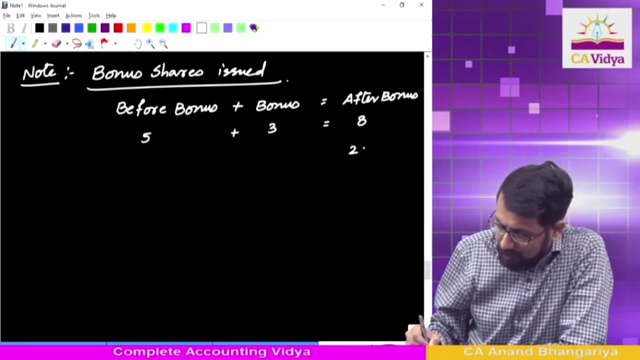 Note1 - Windows Journal
File Edit View Insert Actions Tools Help
Note :- Bonus Shares issued.
Before Bonus + Bonus = After Bonus
5 + 3 = 8
2
CA Vidya
Complete Accounting Vidya
CA Anand Bhangariya